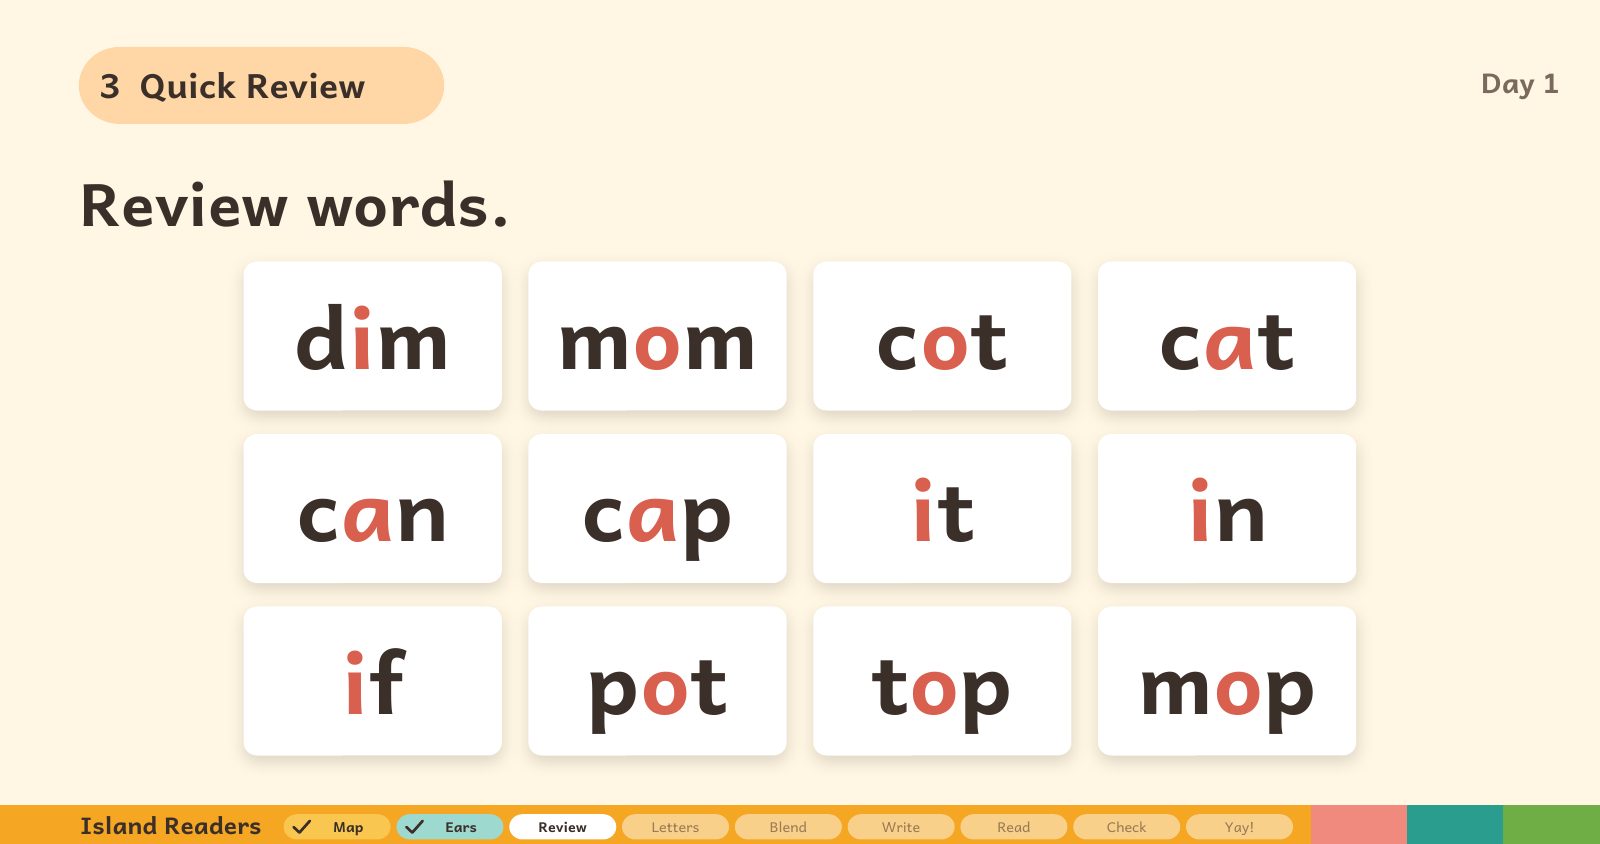 3 Quick Review
Day 1
Review words.
dim mom cot cat
can cap it in
if pot top mop
Island Readers Map Ears Review Letters Blend Write Read Check Yay!